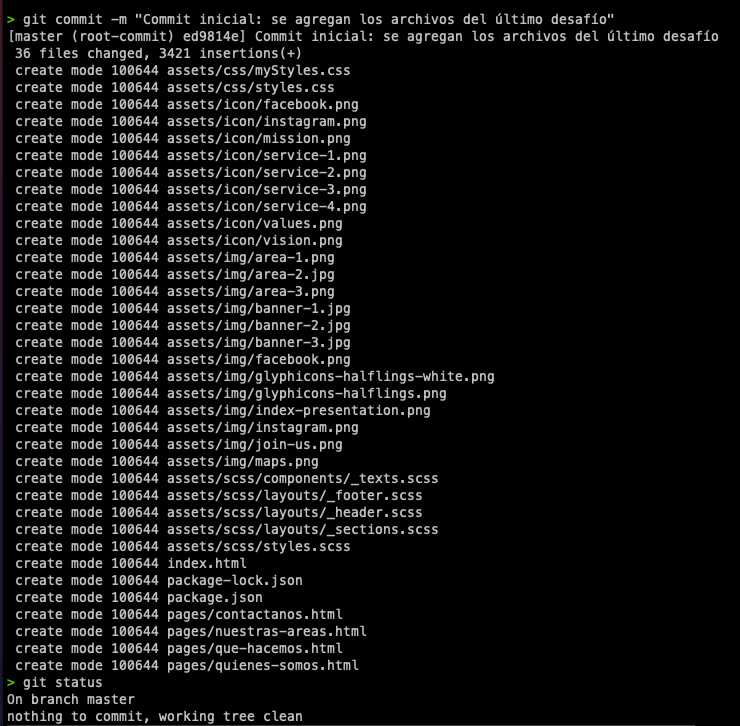 > git commit -m "Commit inicial: se agregan los archivos del último desafío"
[master (root-commit) ed9814e] Commit inicial: se agregan los archivos del último desafío
36 files changed, 3421 insertions(+)
create mode 100644 assets/css/myStyles.css
create mode 100644 assets/css/styles.css
create mode 100644 assets/icon/facebook.png
create mode 100644 assets/icon/instagram.png
create mode 100644 assets/icon/mission.png
create mode 100644 assets/icon/service-1.png
create mode 100644 assets/icon/service-2.png
create mode 100644 assets/icon/service-3.png
create mode 100644 assets/icon/service-4.png
create mode 100644 assets/icon/values.png
create mode 100644 assets/icon/vision.png
create mode 100644 assets/img/area-1.png
create mode 100644 assets/img/area-2.jpg
create mode 100644 assets/img/area-3.png
create mode 100644 assets/img/banner-1.jpg
create mode 100644 assets/img/banner-2.jpg
create mode 100644 assets/img/banner-3.jpg
create mode 100644 assets/img/facebook.png
create mode 100644 assets/img/glyphicons-halflings-white.png
create mode 100644 assets/img/glyphicons-halflings.png
create mode 100644 assets/img/index-presentation.png
create mode 100644 assets/img/instagram.png
create mode 100644 assets/img/join-us.png
create mode 100644 assets/img/maps.png
create mode 100644 assets/scss/components/_texts.scss
create mode 100644 assets/scss/layouts/_footer.scss
create mode 100644 assets/scss/layouts/_header.scss
create mode 100644 assets/scss/layouts/_sections.scss
create mode 100644 assets/scss/styles.scss
create mode 100644 index.html
create mode 100644 package-lock.json
create mode 100644 package.json
create mode 100644 pages/contactanos.html
create mode 100644 pages/nuestras-areas.html
create mode 100644 pages/que-hacemos.html
create mode 100644 pages/quienes-somos.html
> git status
On branch master
nothing to commit, working tree clean